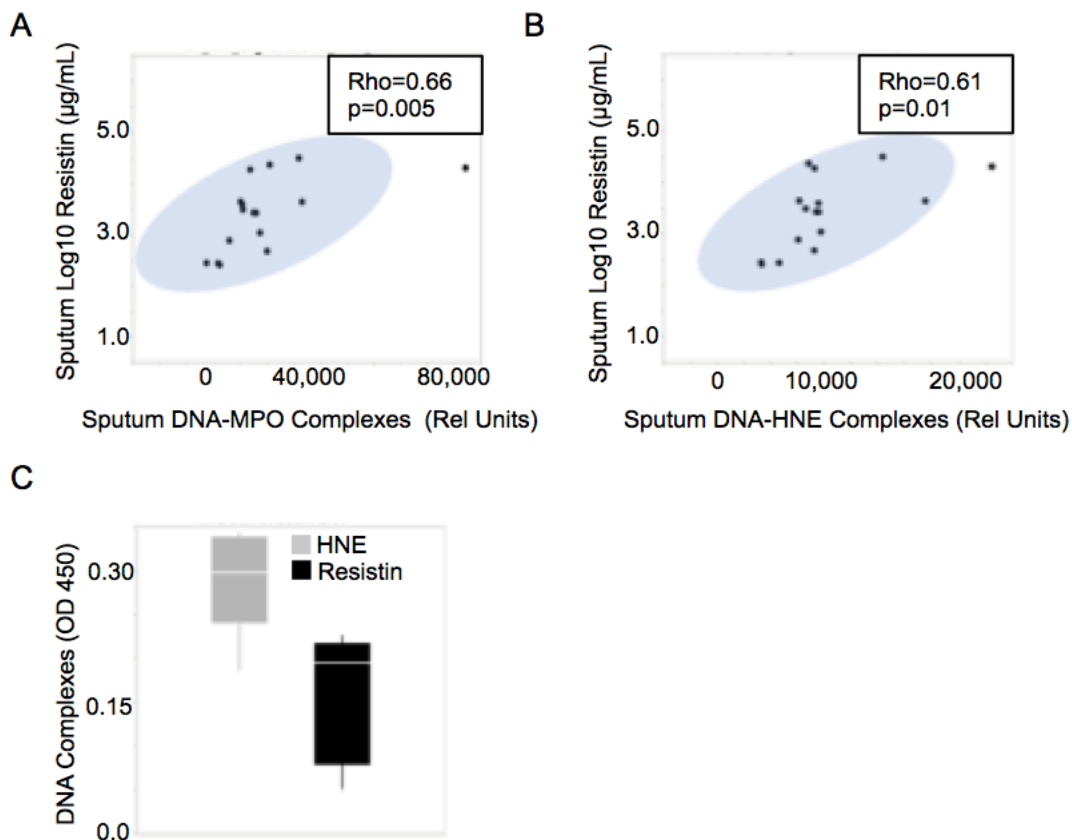 A
Sputum Log10 Resistin (µg/mL)
5.0
3.0
1.0
Rho=0.66
p=0.005
0
40,000
80,000
Sputum DNA-MPO Complexes (Rel Units)
B
Sputum Log10 Resistin (µg/mL)
5.0
3.0
1.0
Rho=0.61
p=0.01
0
10,000
20,000
Sputum DNA-HNE Complexes (Rel Units)
C
DNA Complexes (OD 450)
0.30
0.15
0.0
HNE
Resistin